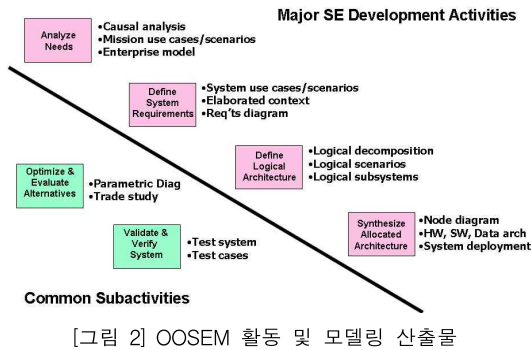 Major SE Development Activities
Analyze
Needs
•Causal analysis
•Mission use cases/scenarios
•Enterprise model
Define
System
Requirements
•System use cases/scenarios
•Elaborated context
•Req'ts diagram
Define
Logical
Architecture
•Logical decomposition
•Logical scenarios
•Logical subsystems
Optimize &
Evaluate
Alternatives
•Parametric Diag
•Trade study
Synthesize
Allocated
Architecture
•Node diagram
•HW, SW, Data arch
•System deployment
Validate &
Verify
System
•Test system
•Test cases
Common Subactivities
[그림 2] OOSEM 활동 및 모델링 산출물